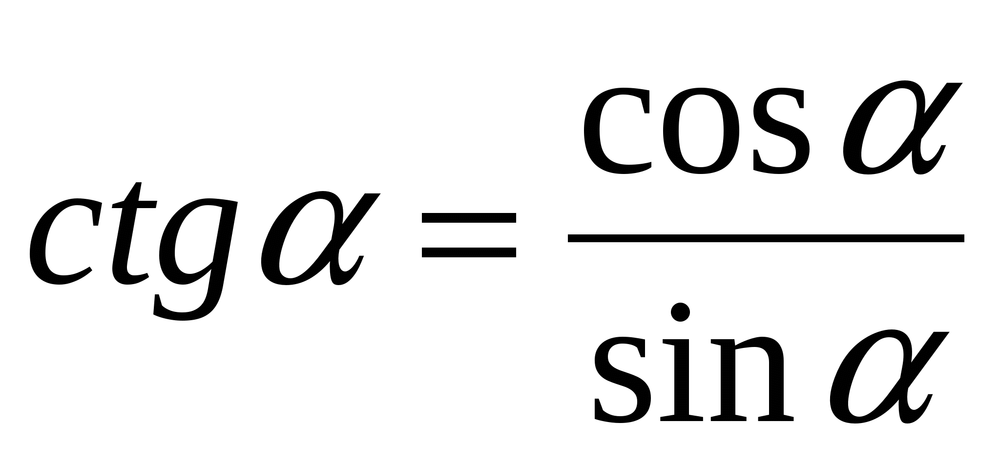 ctg α = cos α / sin α